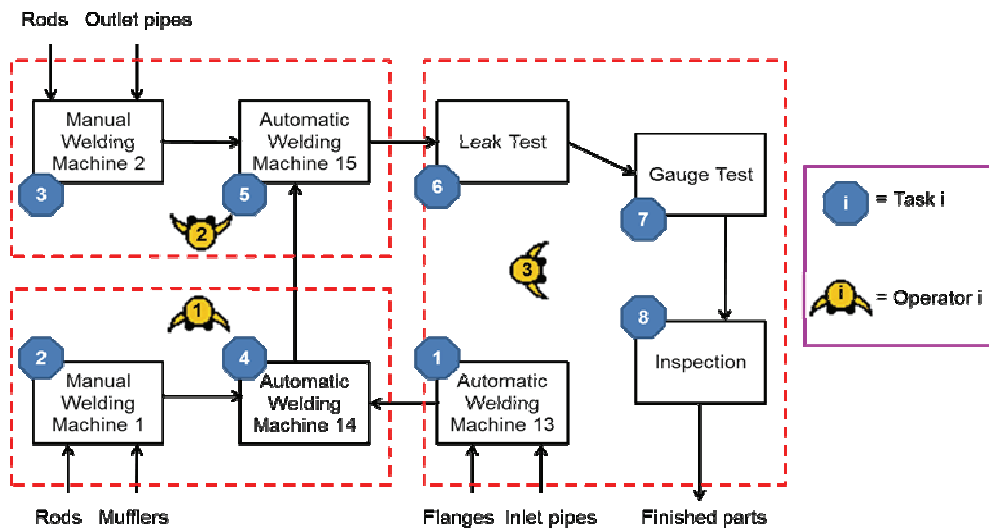 Rods Outlet pipes
Manual
Welding
Machine 2
3
Automatic
Welding
Machine 15
5
2
Leak Test
6
Gauge Test
7
i = Task i
i = Operator i
3
1
2
Manual
Welding
Machine 1
4
Automatic
Welding
Machine 14
1
Automatic
Welding
Machine 13
8
Inspection
Rods Mufflers
Flanges Inlet pipes
Finished parts